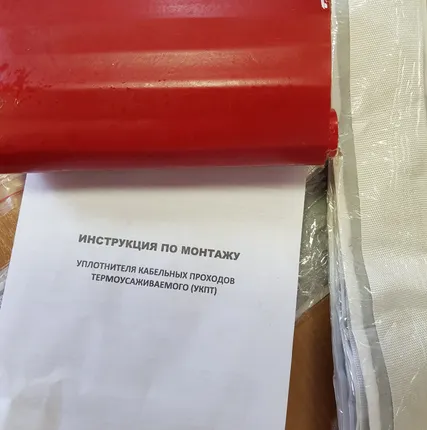 ИНСТРУКЦИЯ ПО МОНТАЖУ
УПЛОТНИТЕЛЯ КАБЕЛЬНЫХ ПРОХОДОВ
ТЕРМОУСАЖИВАЕМОГО (УКПТ)